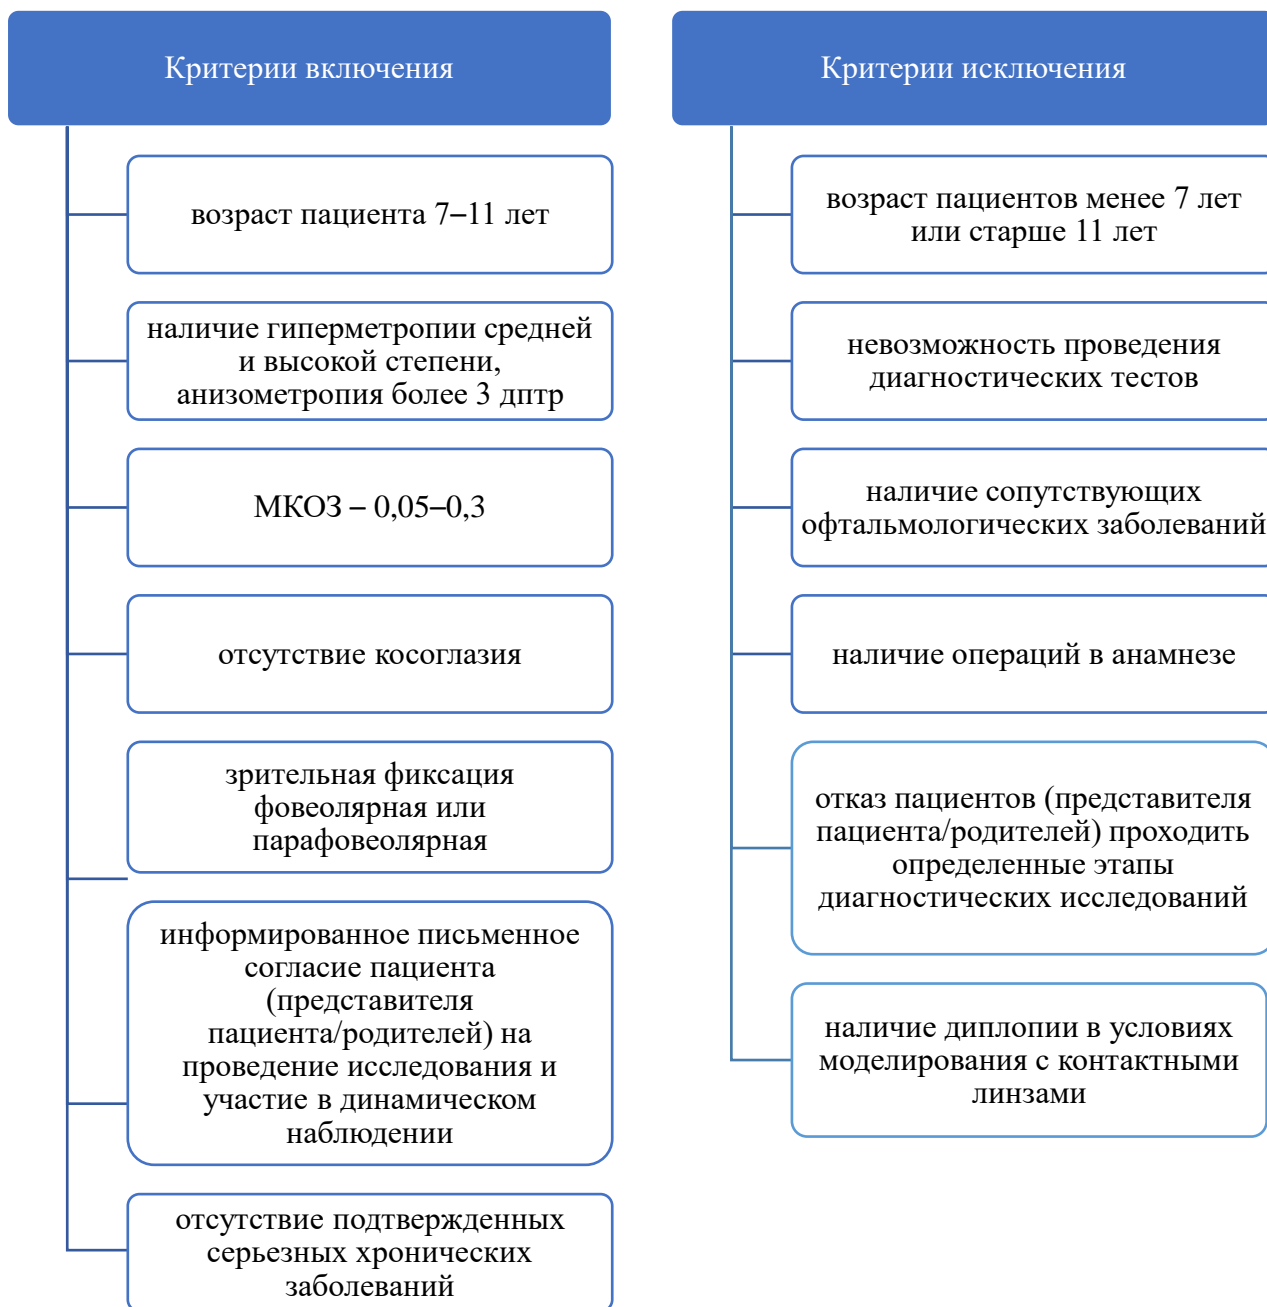 Критерии включения
возраст пациента 7–11 лет
наличие гиперметропии средней
и высокой степени,
анизометропия более 3 дптр
МКОЗ – 0,05–0,3
отсутствие косоглазия
зрительная фиксация
фовеолярная или
парафовеолярная
информированное письменное
согласие пациента
(представителя
пациента/родителей) на
проведение исследования и
участие в динамическом
наблюдении
отсутствие подтвержденных
серьезных хронических
заболеваний
Критерии исключения
возраст пациентов менее 7 лет
или старше 11 лет
невозможность проведения
диагностических тестов
наличие сопутствующих
офтальмологических заболеваний
наличие операций в анамнезе
отказ пациентов (представителя
пациента/родителей) проходить
определенные этапы
диагностических исследований
наличие диплопии в условиях
моделирования с контактными
линзами